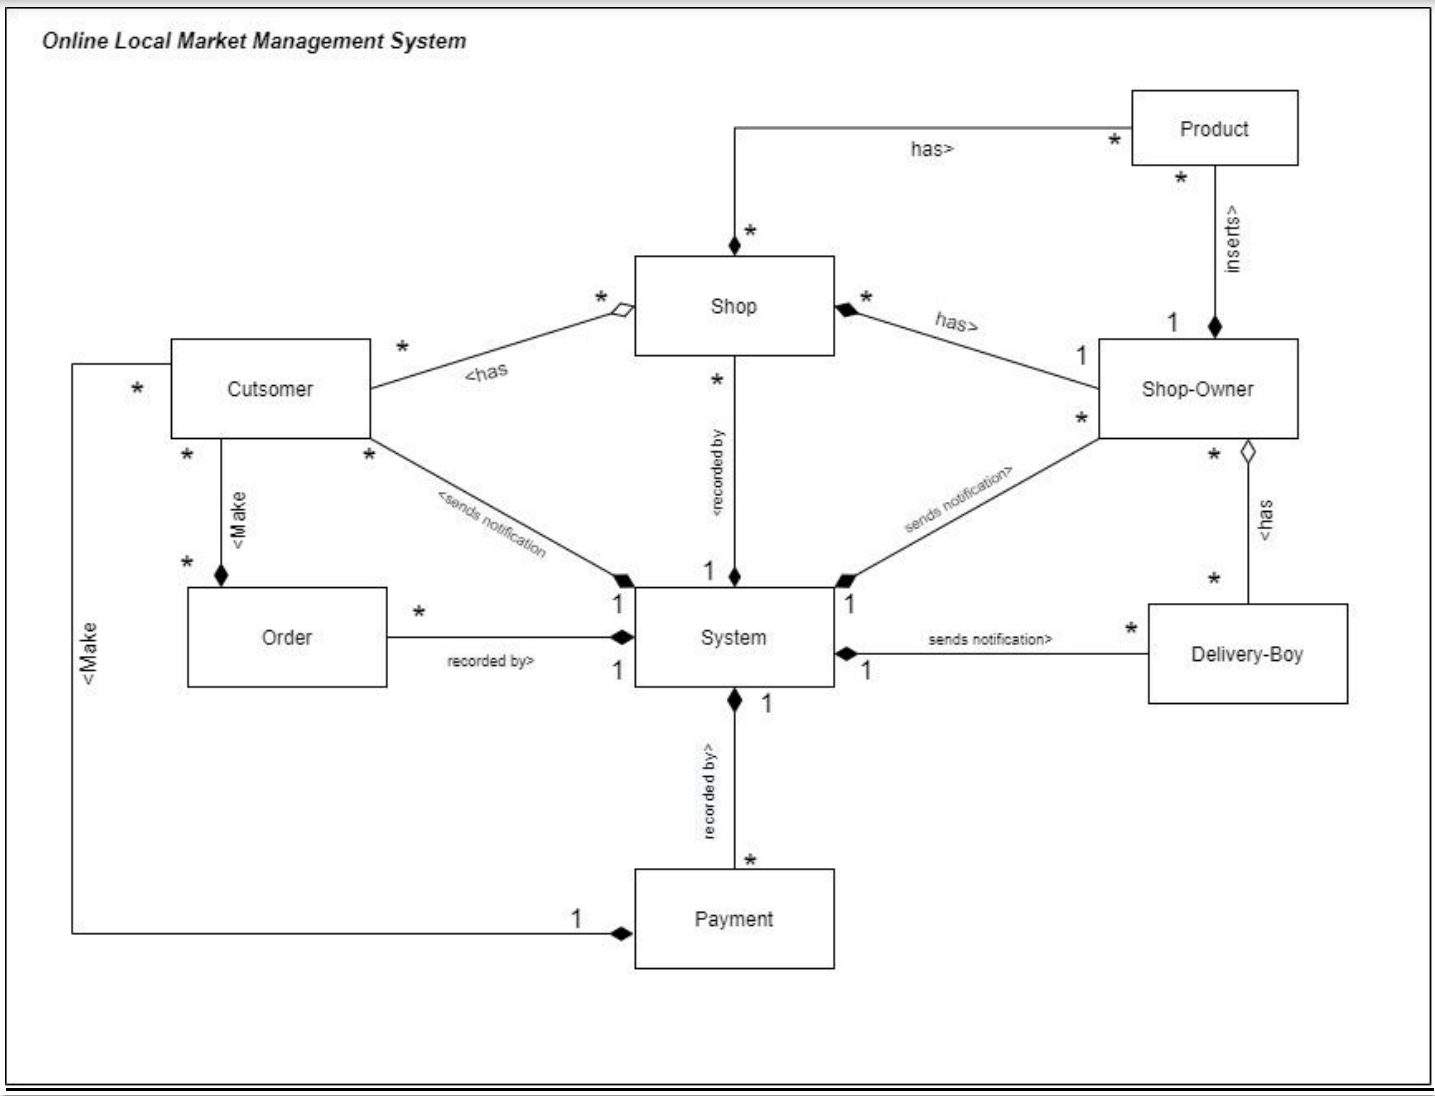 Online Local Market Management System
Product
*
has>
*
inserts>
*
Shop
*
*
has>
1
1
*
<has
Cutsomer
*
Shop-Owner
*
*
<recorded by
*
*
*
<sends notification
sends notification>
<has
<Make
*
1
*
1
1
*
Order
*
recorded by>
1
System
sends notification>
*
1
Delivery-Boy
<Make
1
recorded by>
*
1
Payment